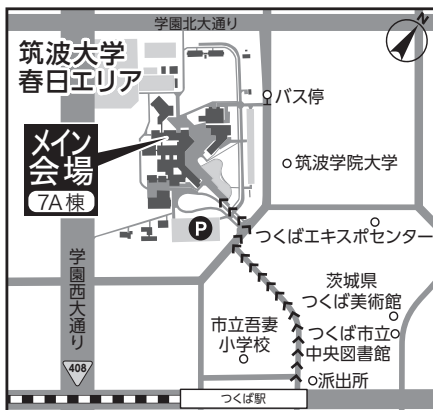 学園北大通り
N
筑波大学
春日エリア
バス停
メイン
会場
7A棟
筑波学院大学
P
つくばエキスポセンター
学園西大通り
茨城県
つくば美術館
市立吾妻
小学校
つくば市立
中央図書館
408
派出所
つくば駅